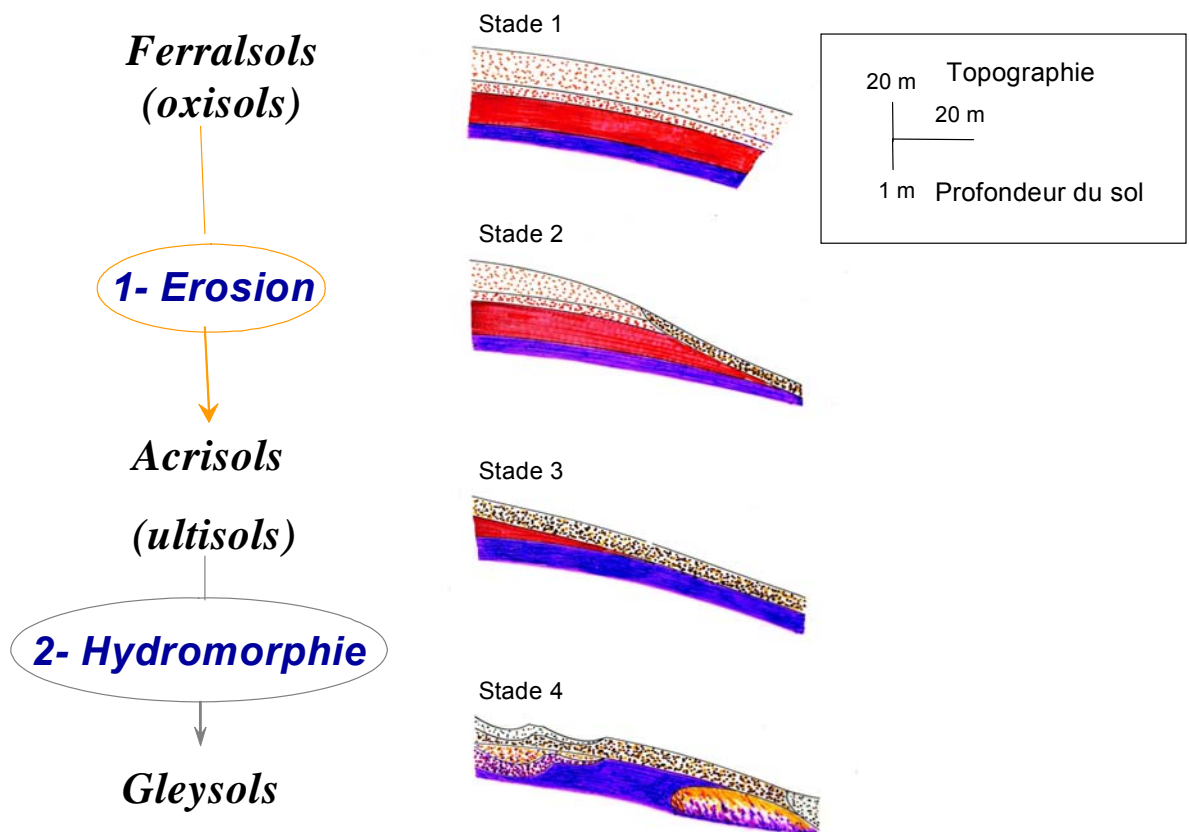 Ferralsols
(oxisols)
1- Erosion
Acrisols
(ultisols)
2- Hydromorphie
Gleysols
Stade 1
Stade 2
Stade 3
Stade 4
Topographie
20 m
20 m
1 m
Profondeur du sol